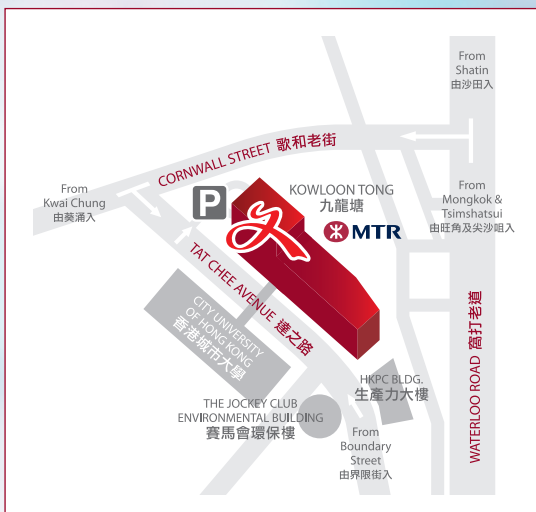 From
Shatin
由沙田入
CORNWALL STREET 歌和老街
From
Kwai Chung
由葵涌入
P
KOWLOON TONG
九龍塘
MTR
From
Mongkok &
Tsimshatsui
由旺角及尖沙咀入
TAT CHEE AVENUE 達之路
CITY UNIVERSITY
OF HONG KONG
香港城市大學
WATERLOO ROAD 窩打老道
HKPC BLDG.
生產力大樓
THE JOCKEY CLUB
ENVIRONMENTAL BUILDING
賽馬會環保樓
From
Boundary
Street
由界限街入